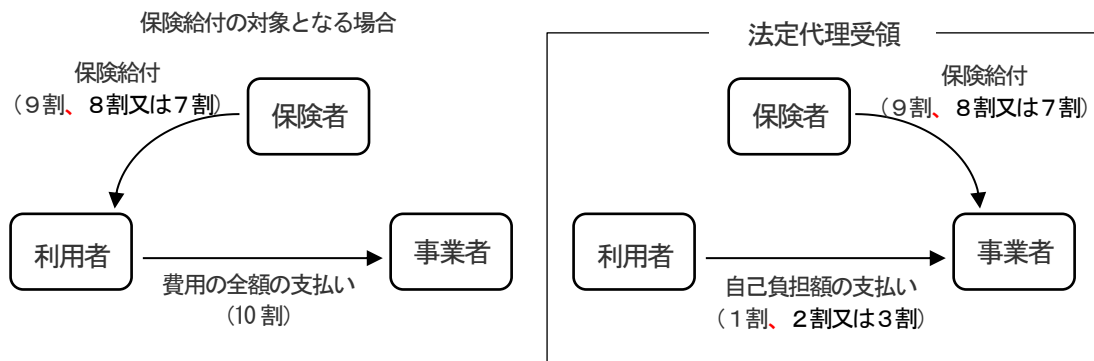 保険給付の対象となる場合
保険給付
（９割、８割又は７割）
保険者
利用者
事業者
費用の全額の支払い
（10 割）
法定代理受領
保険給付
（９割、８割又は７割）
保険者
利用者
事業者
自己負担額の支払い
（１割、２割又は３割）